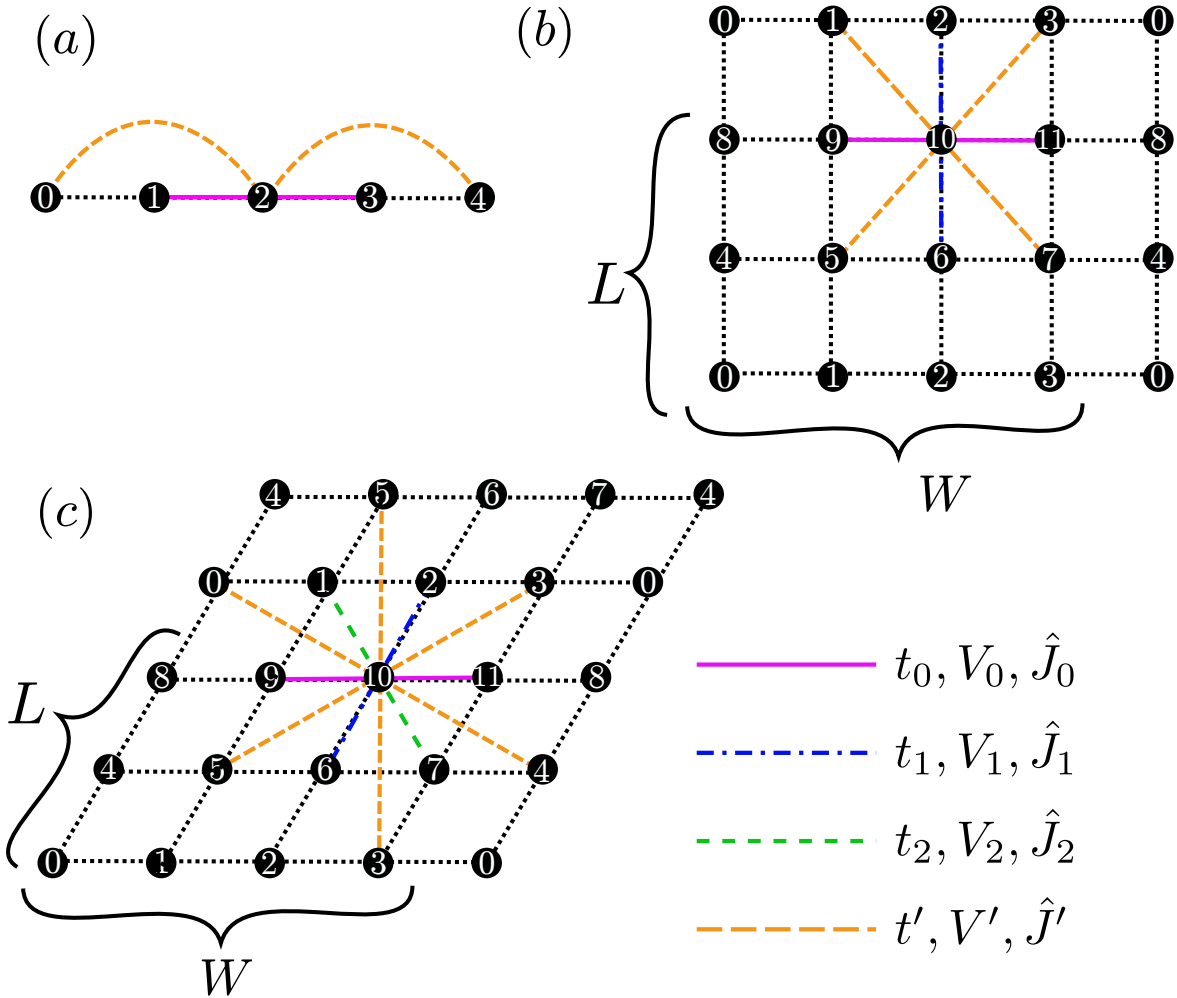 (a)
0 1 2 3 4
(b)
0 1 2 3 0
8 9 10 11 8
4 5 6 7 4
0 1 2 3 0
L
W
(c)
4 5 6 7 4
0 1 2 3 0
8 9 10 11 8
4 5 6 7 4
0 1 2 3 0
L
W
t₀, V₀, Ĵ₀
t₁, V₁, Ĵ₁
t₂, V₂, Ĵ₂
t′, V′, Ĵ′